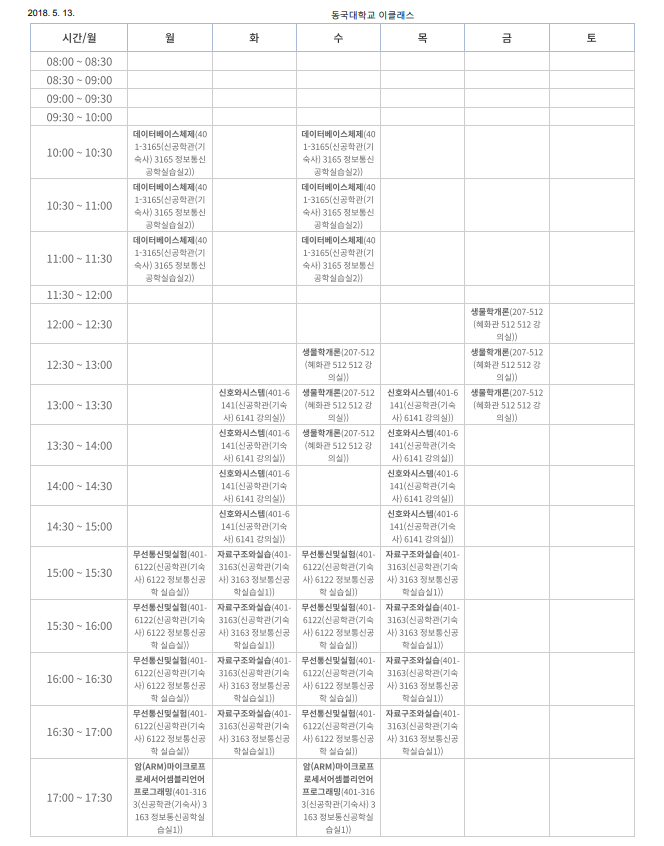 2018. 5. 13.
동국대학교 이클래스
시간/월 월 화 수 목 금 토
08:00 ~ 08:30
08:30 ~ 09:00
09:00 ~ 09:30
09:30 ~ 10:00
10:00 ~ 10:30
데이터베이스체제(40
1-3165(신공학관(기
숙사) 3165 정보통신
공학실습실2))
데이터베이스체제(40
1-3165(신공학관(기
숙사) 3165 정보통신
공학실습실2))
10:30 ~ 11:00
데이터베이스체제(40
1-3165(신공학관(기
숙사) 3165 정보통신
공학실습실2))
데이터베이스체제(40
1-3165(신공학관(기
숙사) 3165 정보통신
공학실습실2))
11:00 ~ 11:30
데이터베이스체제(40
1-3165(신공학관(기
숙사) 3165 정보통신
공학실습실2))
데이터베이스체제(40
1-3165(신공학관(기
숙사) 3165 정보통신
공학실습실2))
11:30 ~ 12:00
12:00 ~ 12:30
생물학개론(207-512
(혜화관 512 512 강
의실))
12:30 ~ 13:00
생물학개론(207-512
(혜화관 512 512 강
의실))
생물학개론(207-512
(혜화관 512 512 강
의실))
13:00 ~ 13:30
신호와시스템(401-6
141(신공학관(기숙
사) 6141 강의실))
생물학개론(207-512
(혜화관 512 512 강
의실))
신호와시스템(401-6
141(신공학관(기숙
사) 6141 강의실))
생물학개론(207-512
(혜화관 512 512 강
의실))
13:30 ~ 14:00
신호와시스템(401-6
141(신공학관(기숙
사) 6141 강의실))
생물학개론(207-512
(혜화관 512 512 강
의실))
신호와시스템(401-6
141(신공학관(기숙
사) 6141 강의실))
14:00 ~ 14:30
신호와시스템(401-6
141(신공학관(기숙
사) 6141 강의실))
신호와시스템(401-6
141(신공학관(기숙
사) 6141 강의실))
14:30 ~ 15:00
신호와시스템(401-6
141(신공학관(기숙
사) 6141 강의실))
신호와시스템(401-6
141(신공학관(기숙
사) 6141 강의실))
15:00 ~ 15:30
무선통신및실험(401-
6122(신공학관(기숙
사) 6122 정보통신공
학 실습실))
자료구조와실습(401-
3163(신공학관(기숙
사) 3163 정보통신공
학실습실1))
무선통신및실험(401-
6122(신공학관(기숙
사) 6122 정보통신공
학 실습실))
자료구조와실습(401-
3163(신공학관(기숙
사) 3163 정보통신공
학실습실1))
15:30 ~ 16:00
무선통신및실험(401-
6122(신공학관(기숙
사) 6122 정보통신공
학 실습실))
자료구조와실습(401-
3163(신공학관(기숙
사) 3163 정보통신공
학실습실1))
무선통신및실험(401-
6122(신공학관(기숙
사) 6122 정보통신공
학 실습실))
자료구조와실습(401-
3163(신공학관(기숙
사) 3163 정보통신공
학실습실1))
16:00 ~ 16:30
무선통신및실험(401-
6122(신공학관(기숙
사) 6122 정보통신공
학 실습실))
자료구조와실습(401-
3163(신공학관(기숙
사) 3163 정보통신공
학실습실1))
무선통신및실험(401-
6122(신공학관(기숙
사) 6122 정보통신공
학 실습실))
자료구조와실습(401-
3163(신공학관(기숙
사) 3163 정보통신공
학실습실1))
16:30 ~ 17:00
무선통신및실험(401-
6122(신공학관(기숙
사) 6122 정보통신공
학 실습실))
자료구조와실습(401-
3163(신공학관(기숙
사) 3163 정보통신공
학실습실1))
무선통신및실험(401-
6122(신공학관(기숙
사) 6122 정보통신공
학 실습실))
자료구조와실습(401-
3163(신공학관(기숙
사) 3163 정보통신공
학실습실1))
17:00 ~ 17:30
암(ARM)마이크로프
로세서어셈블리언어
프로그래밍(401-316
3(신공학관(기숙사) 3
163 정보통신공학실
습실1))
암(ARM)마이크로프
로세서어셈블리언어
프로그래밍(401-316
3(신공학관(기숙사) 3
163 정보통신공학실
습실1))